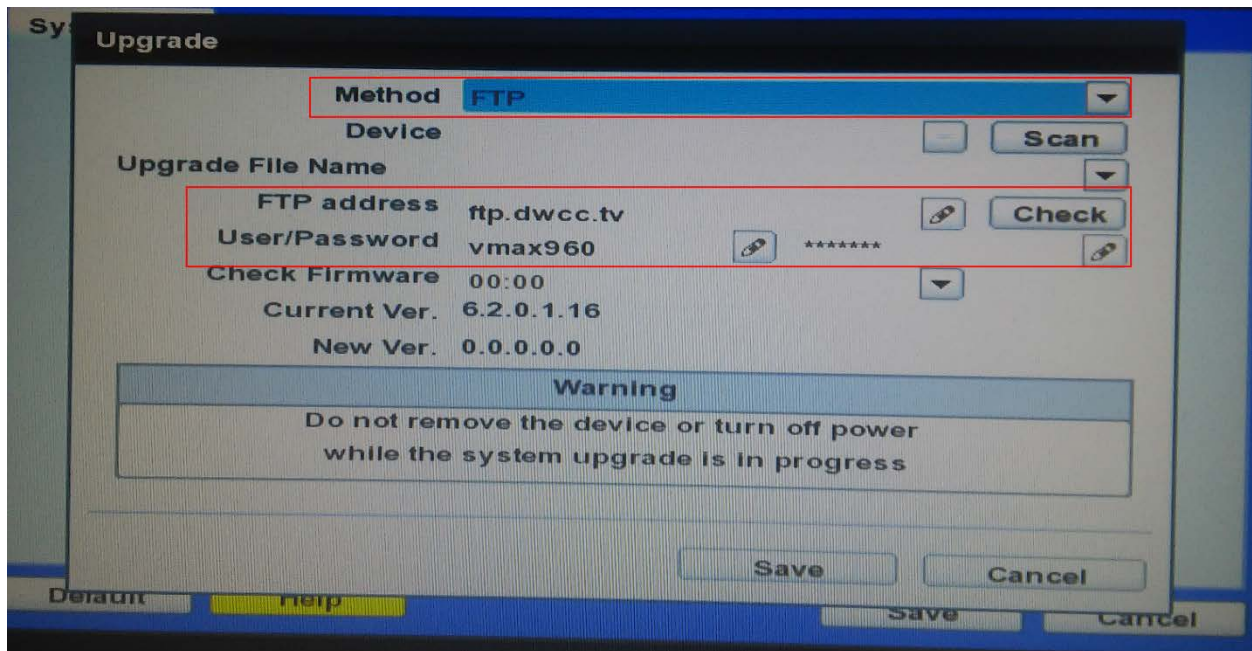 Sy
Upgrade
Method FTP
Device Scan
Upgrade File Name
FTP address ftp.dwcc.tv Check
User/Password vmax960 *******
Check Firmware 00:00
Current Ver. 6.2.0.1.16
New Ver. 0.0.0.0.0
Warning
Do not remove the device or turn off power
while the system upgrade is in progress
Save Cancel
Default Help Save Cancel